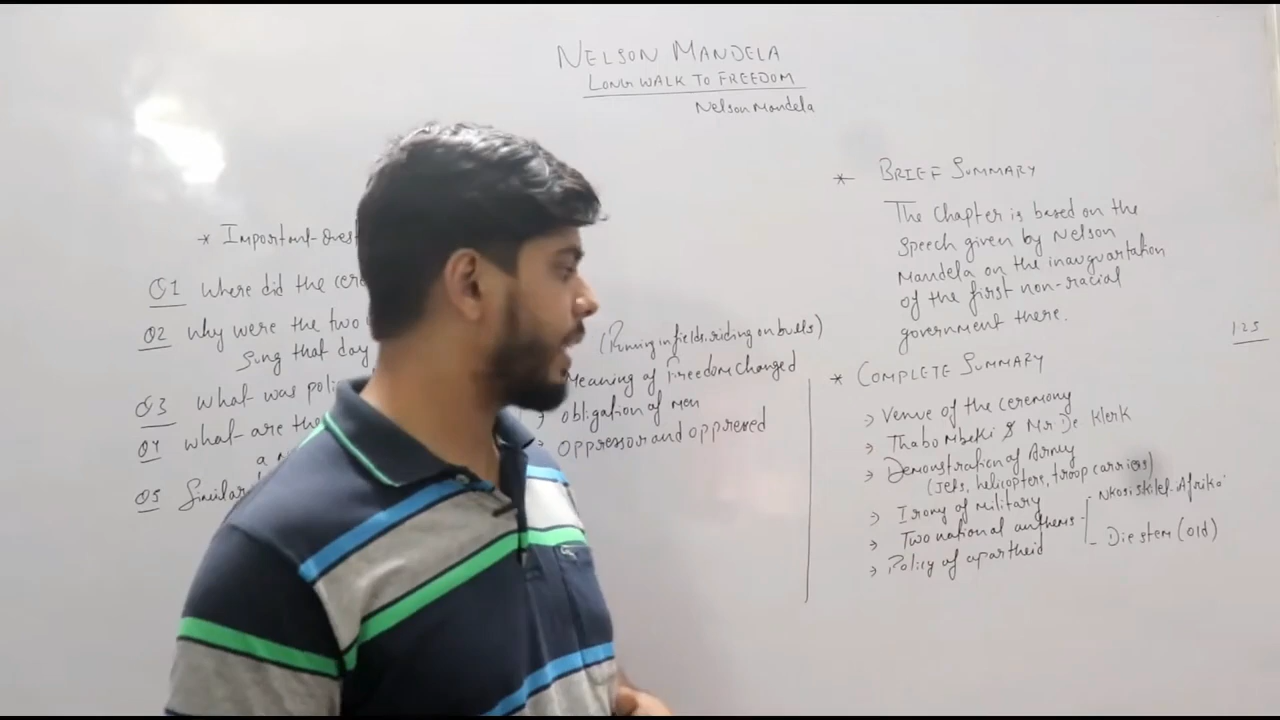 NELSON MANDELA
LONG WALK TO FREEDOM
Nelson Mandela
* Important Quest
Q1 Where did the cer
Q2 Why were the two
Sung that day
Q3 What was poli
Q4 What are the
a
Q5 Similar
(Running in fields, riding on bulls)
Meaning of Freedom changed
→ Obligation of Men
→ Oppressor and oppressed
* BRIEF SUMMARY
The chapter is based on the
speech given by Nelson
Mandela on the inauguartation
of the first non-racial
government there.
* COMPLETE SUMMARY
→ Venue of the ceremony
→ Thabo Mbeki & Mr De Klerk
→ Demonstration of Army
(Jets, helicopters, troop carriers)
→ Irony of Military
→ Two national anthems
Nkosi sikilel-Afrika
Die stem (old)
→ Policy of apartheid
125